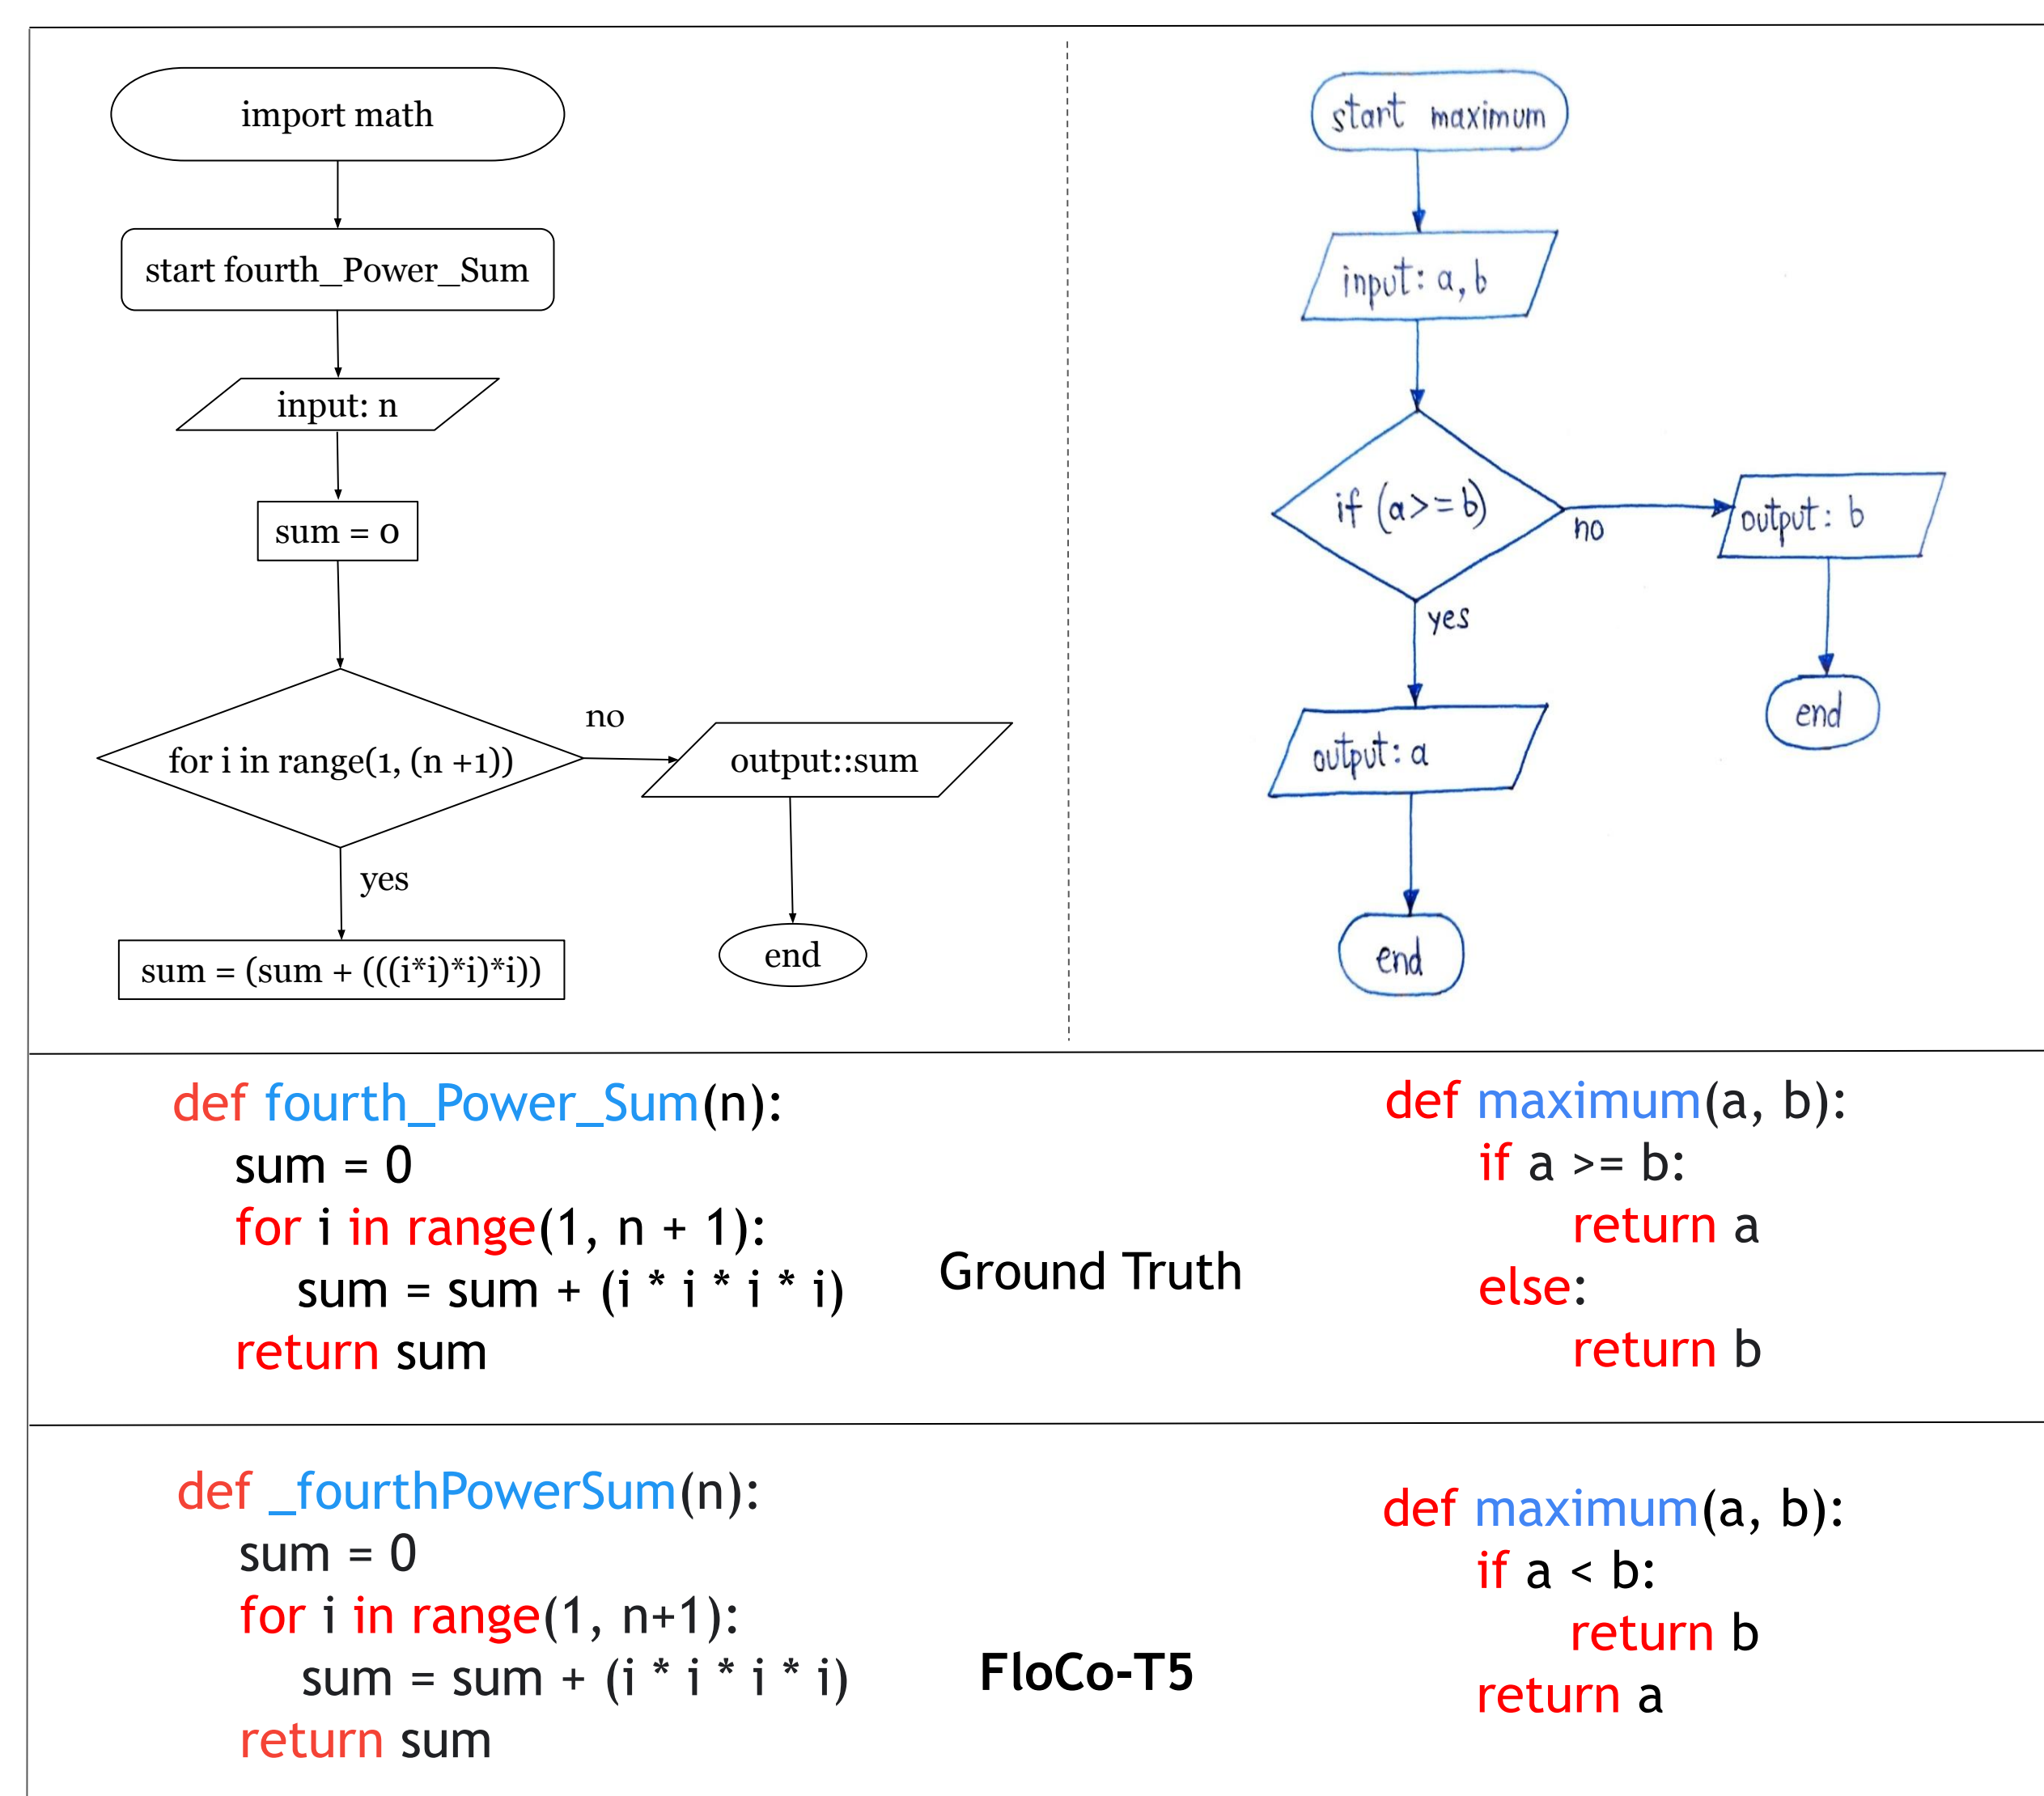 import math
start fourth_Power_Sum
input: n
sum = 0
for i in range(1, (n +1))
no
output::sum
yes
sum = (sum + (((i*i)*i)*i))
end
start maximum
input: a, b
if (a>=b)
no
output: b
yes
end
output: a
end
def fourth_Power_Sum(n):
sum = 0
for i in range(1, n + 1):
sum = sum + (i * i * i * i)
return sum
Ground Truth
def maximum(a, b):
if a >= b:
return a
else:
return b
def _fourthPowerSum(n):
sum = 0
for i in range(1, n+1):
sum = sum + (i * i * i * i)
return sum
FloCo-T5
def maximum(a, b):
if a < b:
return b
return a